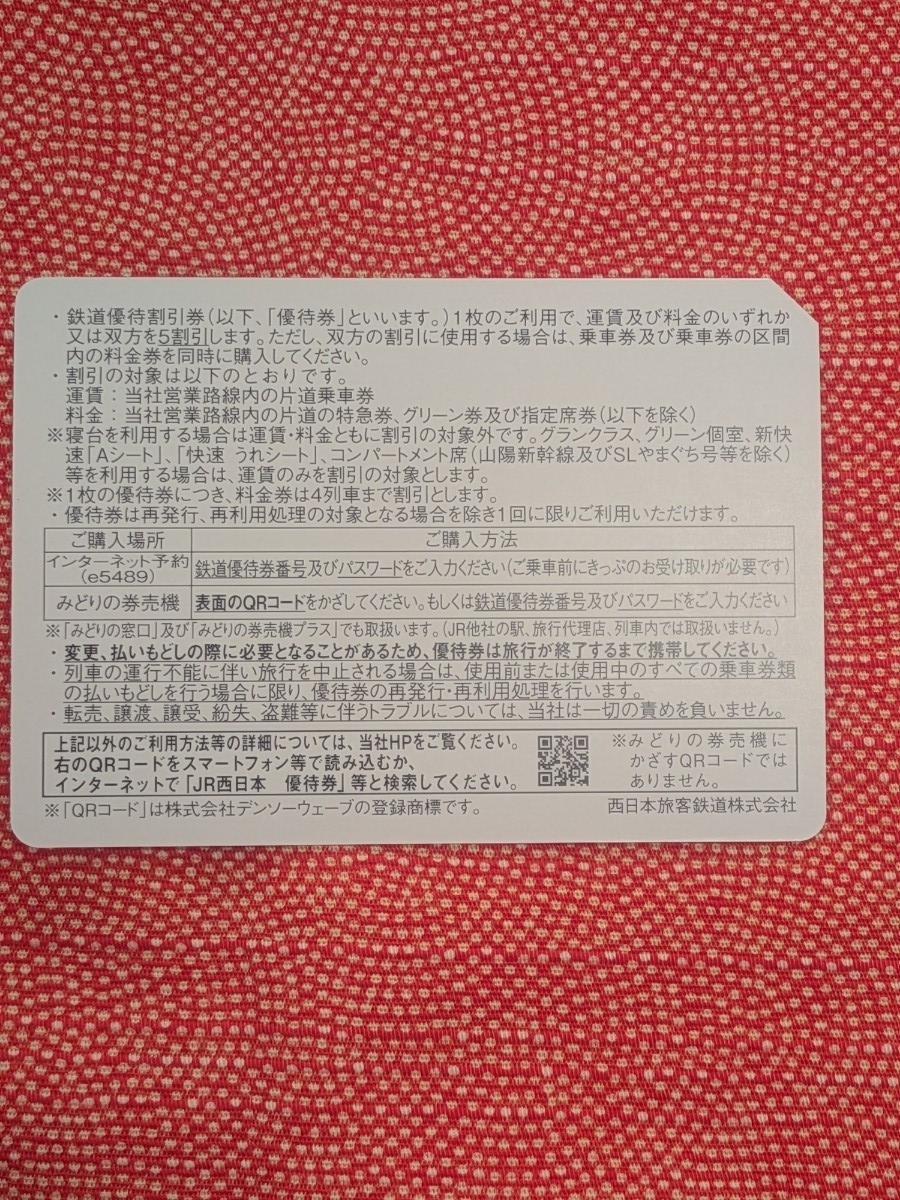 ・鉄道優待割引券(以下、「優待券」といいます。)1枚のご利用で、運賃及び料金のいずれか
又は双方を5割引します。ただし、双方の割引に使用する場合は、乗車券及び乗車券の区間
内の料金券を同時に購入してください。
・割引の対象は以下のとおりです。
運賃：当社営業路線内の片道乗車券
料金：当社営業路線内の片道の特急券、グリーン券及び指定席券(以下を除く)
※寝台を利用する場合は運賃・料金ともに割引の対象外です。グランクラス、グリーン個室、新快
速「Aシート」、「快速 うれシート」、コンパートメント席(山陽新幹線及びSLやまぐち号等を除く)
等を利用する場合は、運賃のみを割引の対象とします。
※1枚の優待券につき、料金券は4列車まで割引とします。
・優待券は再発行、再利用処理の対象となる場合を除き1回に限りご利用いただけます。
ご購入場所 ご購入方法
インターネット予約
(e5489) 鉄道優待券番号及びパスワードをご入力ください(ご乗車前にきっぷのお受け取りが必要です)
みどりの券売機 表面のQRコードをかざしてください。もしくは鉄道優待券番号及びパスワードをご入力ください
※「みどりの窓口」及び「みどりの券売機プラス」でも取扱います。(JR他社の駅、旅行代理店、列車内では取扱いません。)
・変更、払いもどしの際に必要となることがあるため、優待券は旅行が終了するまで携帯してください。
・列車の運行不能に伴い旅行を中止される場合は、使用前または使用中のすべての乗車券類
の払いもどしを行う場合に限り、優待券の再発行・再利用処理を行います。
・転売、譲渡、譲受、紛失、盗難等に伴うトラブルについては、当社は一切の責めを負いません。
上記以外のご利用方法等の詳細については、当社HPをご覧ください。
右のQRコードをスマートフォン等で読み込むか、
インターネットで「JR西日本　優待券」等と検索してください。
※みどりの券売機に
かざすQRコードでは
ありません。
※「QRコード」は株式会社デンソーウェーブの登録商標です。
西日本旅客鉄道株式会社